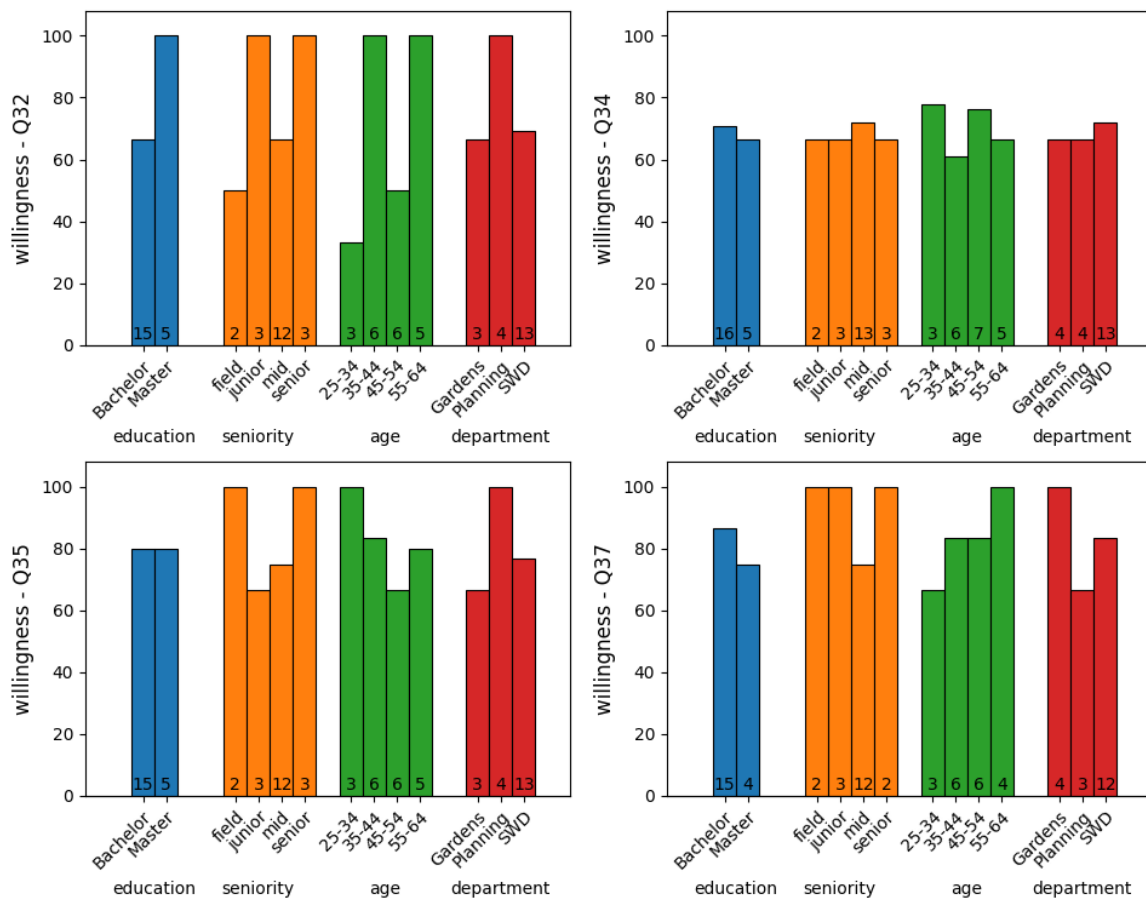 willingness - Q32
100
80
60
40
20
0
15 5 2 3 12 3 3 6 6 5 3 4 13
Bachelor Master field junior mid senior 25-34 35-44 45-54 55-64 Gardens Planning SWD
education seniority age department
willingness - Q34
100
80
60
40
20
0
16 5 2 3 13 3 3 6 7 5 4 4 13
Bachelor Master field junior mid senior 25-34 35-44 45-54 55-64 Gardens Planning SWD
education seniority age department
willingness - Q35
100
80
60
40
20
0
15 5 2 3 12 3 3 6 6 5 3 4 13
Bachelor Master field junior mid senior 25-34 35-44 45-54 55-64 Gardens Planning SWD
education seniority age department
willingness - Q37
100
80
60
40
20
0
15 4 2 3 12 2 3 6 6 4 4 3 12
Bachelor Master field junior mid senior 25-34 35-44 45-54 55-64 Gardens Planning SWD
education seniority age department